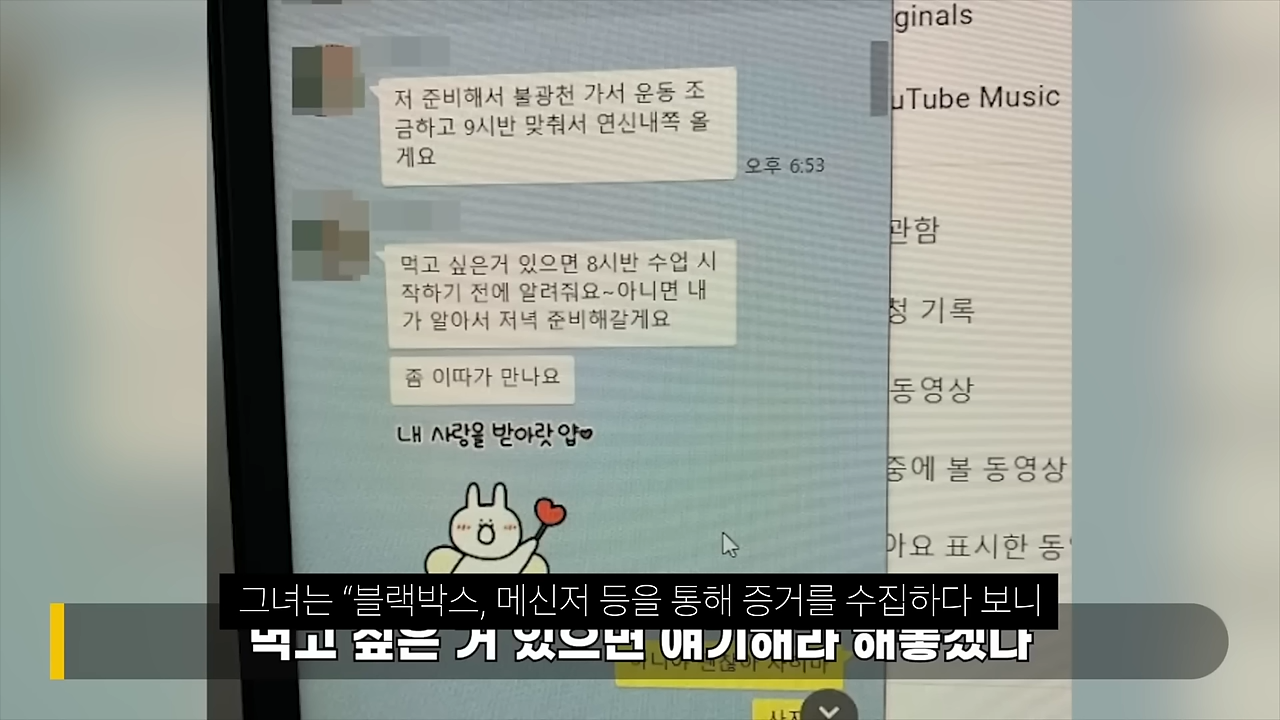 저 준비해서 불광천 가서 운동 조
금하고 9시반 맞춰서 연신내쪽 올
게요
오후 6:53
먹고 싶은거 있으면 8시반 수업 시
작하기 전에 알려줘요~아니면 내
가 알아서 저녁 준비해갈게요
좀 이따가 만나요
내 사랑을 받아랏 얍
ginals
uTube Music
관함
청 기록
동영상
중에 볼 동영상
아요 표시한 동
그녀는 “블랙박스, 메신저 등을 통해 증거를 수집하다 보니
먹고 싶은 거 있으면 얘기해라 해놓겠다